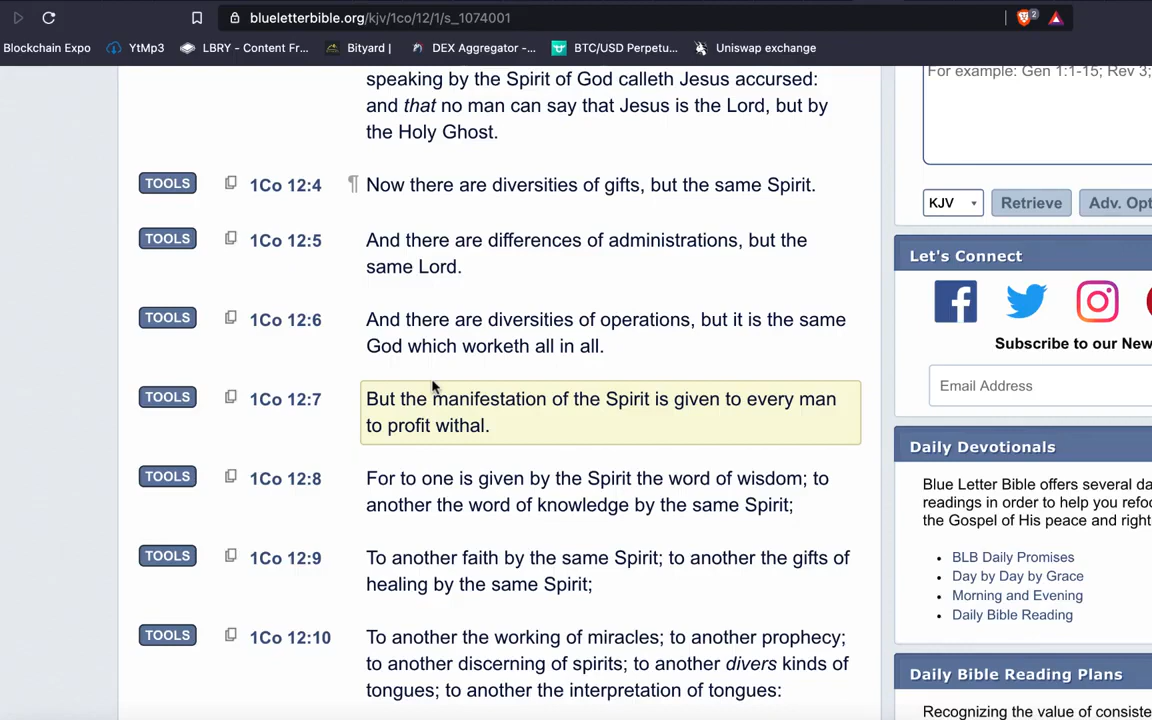 blueletterbible.org/kjv/1co/12/1/s_1074001
2
Blockchain Expo
YtMp3
LBRY - Content Fr...
Bityard |
DEX Aggregator -...
BTC/USD Perpetu...
Uniswap exchange
speaking by the Spirit of God calleth Jesus accursed:
and that no man can say that Jesus is the Lord, but by
the Holy Ghost.
TOOLS 1Co 12:4 ¶ Now there are diversities of gifts, but the same Spirit.
TOOLS 1Co 12:5 And there are differences of administrations, but the
same Lord.
TOOLS 1Co 12:6 And there are diversities of operations, but it is the same
God which worketh all in all.
TOOLS 1Co 12:7 But the manifestation of the Spirit is given to every man
to profit withal.
TOOLS 1Co 12:8 For to one is given by the Spirit the word of wisdom; to
another the word of knowledge by the same Spirit;
TOOLS 1Co 12:9 To another faith by the same Spirit; to another the gifts of
healing by the same Spirit;
TOOLS 1Co 12:10 To another the working of miracles; to another prophecy;
to another discerning of spirits; to another divers kinds of
tongues; to another the interpretation of tongues:
For example: Gen 1:1-15; Rev 3;
KJV Retrieve Adv. Opt
Let's Connect
Subscribe to our New
Email Address
Daily Devotionals
Blue Letter Bible offers several da
readings in order to help you refoc
the Gospel of His peace and right
• BLB Daily Promises
• Day by Day by Grace
• Morning and Evening
• Daily Bible Reading
Daily Bible Reading Plans
Recognizing the value of consiste